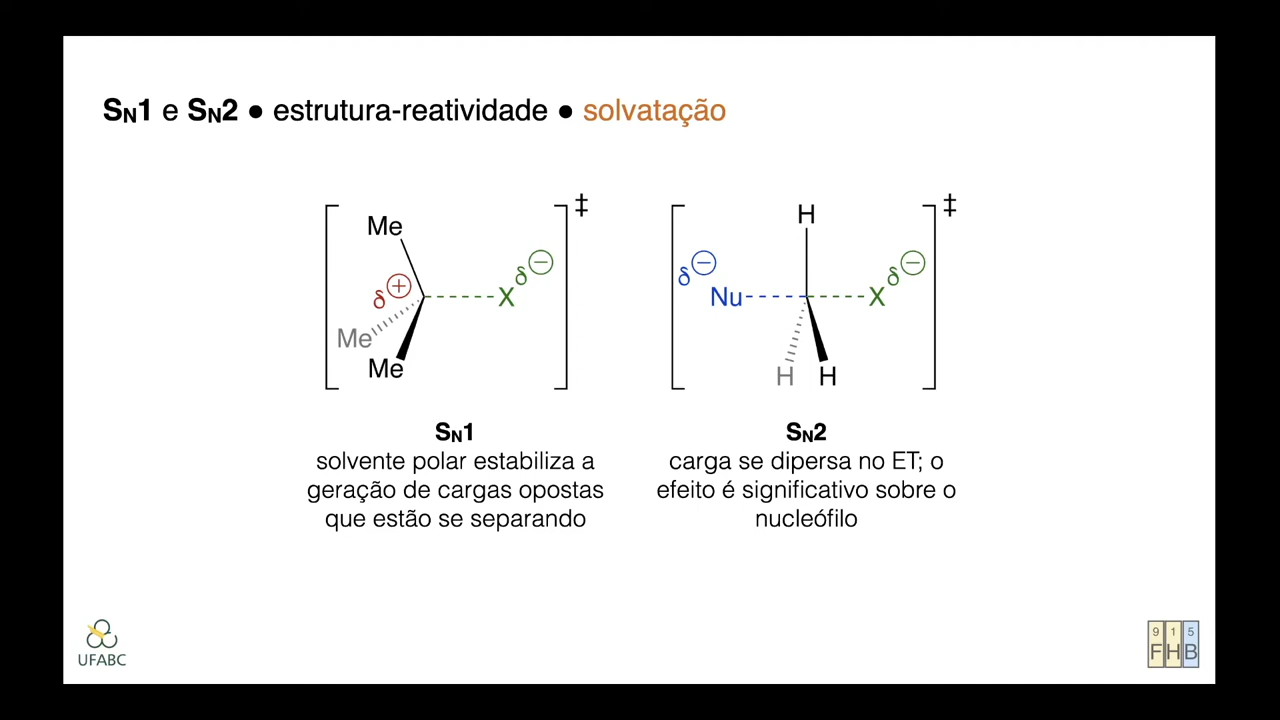 SN1 e SN2 ● estrutura-reatividade ● solvatação
Me
δ⊕
Me
Me
X
δ⊖
‡
H
δ⊖
Nu
X
δ⊖
H
H
‡
SN1
solvente polar estabiliza a
geração de cargas opostas
que estão se separando
SN2
carga se dipersa no ET; o
efeito é significativo sobre o
nucleófilo
UFABC
9 1 5
F H B